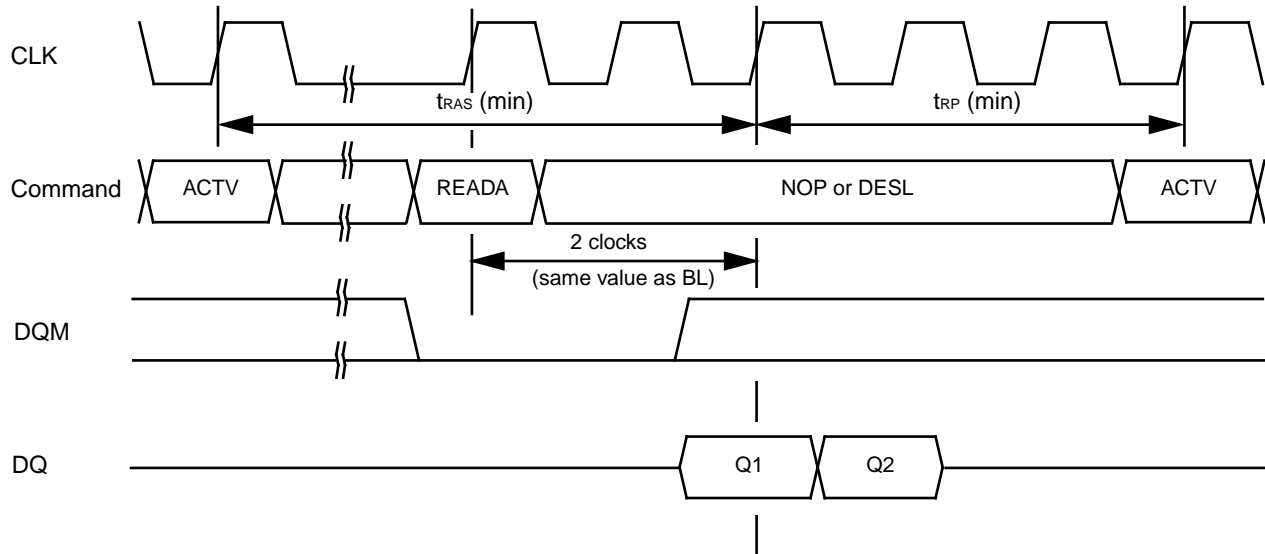 CLK
tRAS (min)
tRP (min)
Command
ACTV
READA
NOP or DESL
ACTV
2 clocks
(same value as BL)
DQM
DQ
Q1
Q2